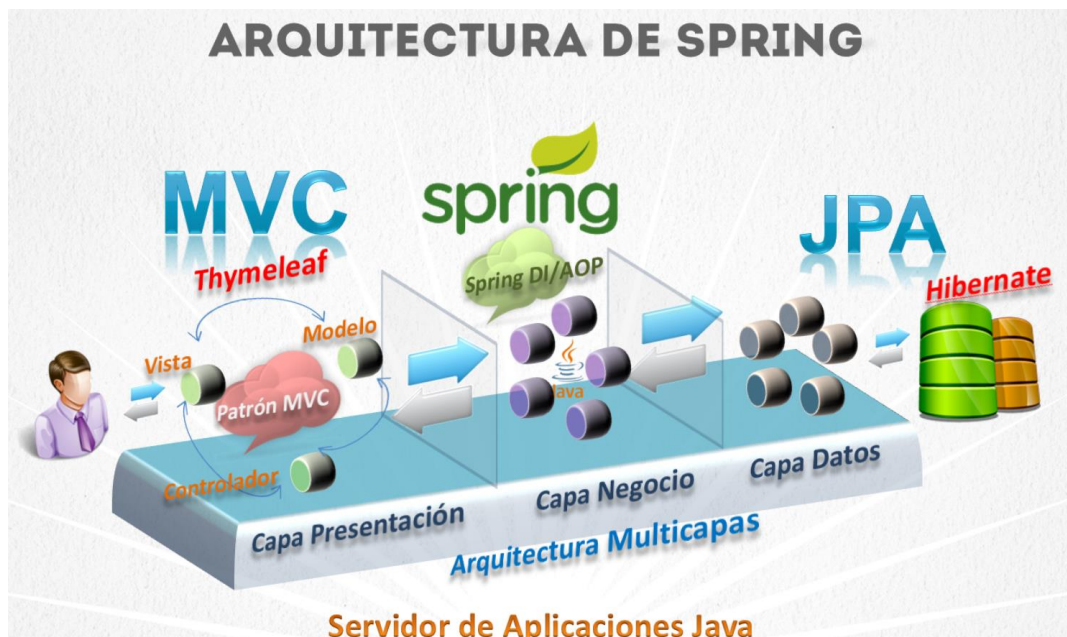 ARQUITECTURA DE SPRING
MVC
spring
JPA
Thymeleaf
Spring DI/AOP
Hibernate
Modelo
Vista
Patrón MVC
Java
Controlador
Capa Presentación
Capa Negocio
Capa Datos
Arquitectura Multicapas
Servidor de Aplicaciones Java